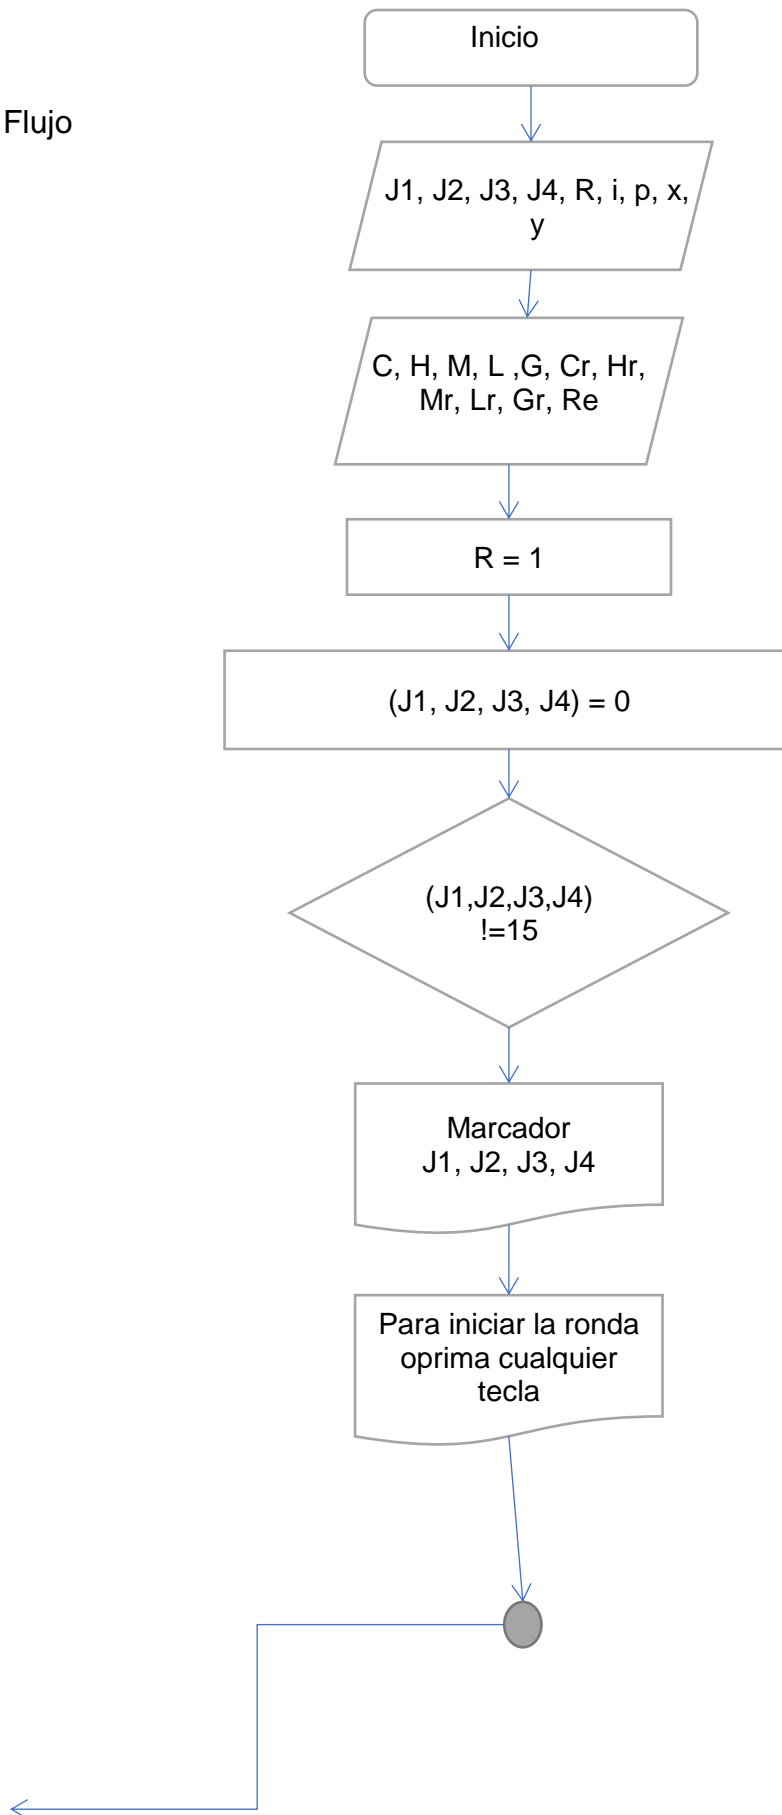 Inicio
Flujo
J1, J2, J3, J4, R, i, p, x,
y
C, H, M, L ,G, Cr, Hr,
Mr, Lr, Gr, Re
R = 1
(J1, J2, J3, J4) = 0
(J1,J2,J3,J4)
!=15
Marcador
J1, J2, J3, J4
Para iniciar la ronda
oprima cualquier
tecla